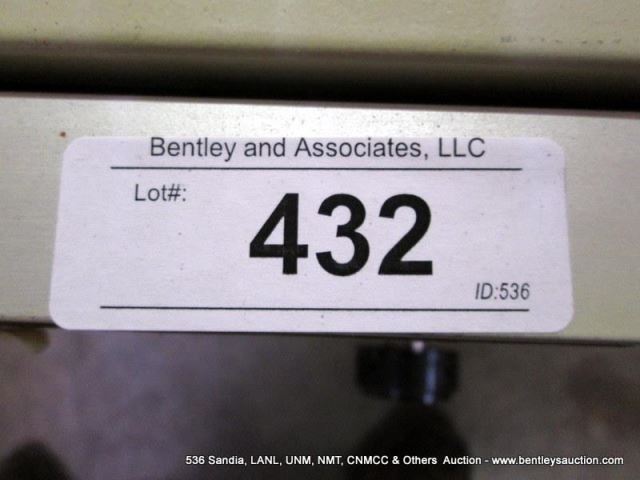 Bentley and Associates, LLC
Lot#:
432
ID:536
536 Sandia, LANL, UNM, NMT, CNMCC & Others Auction - www.bentleysauction.com